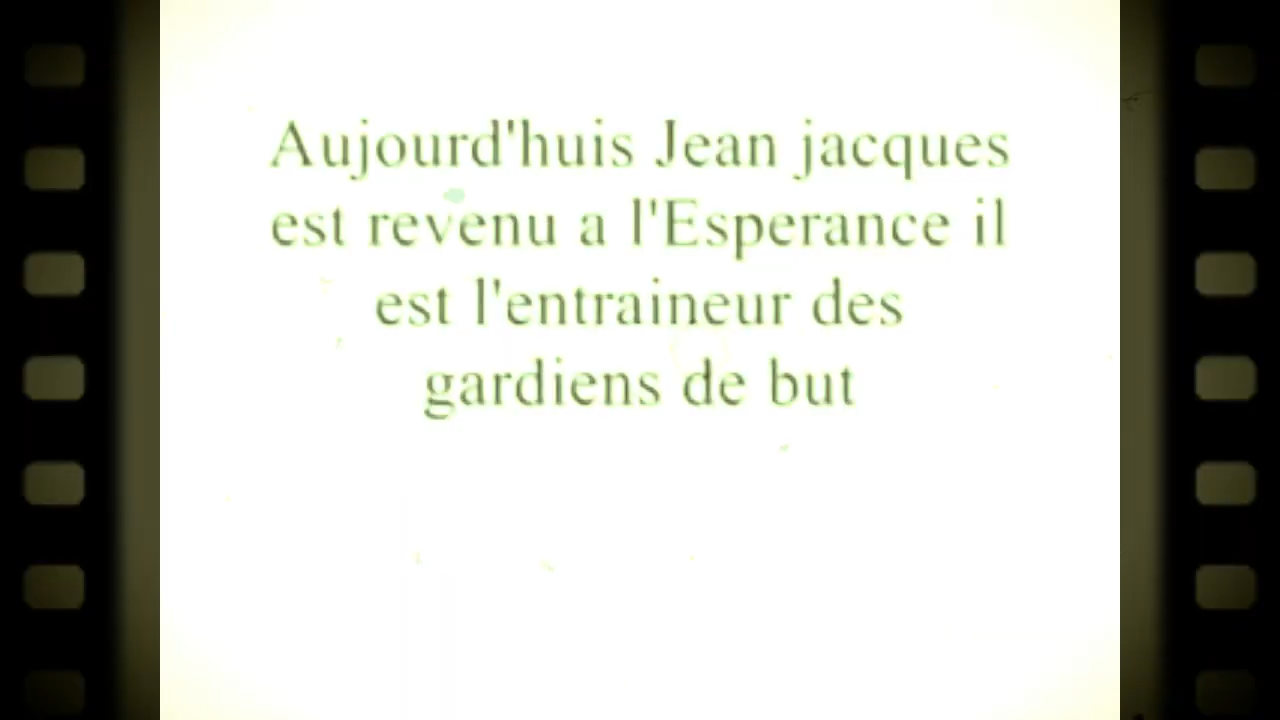 Aujourd'huis Jean jacques
est revenu a l'Esperance il
est l'entraineur des
gardiens de but